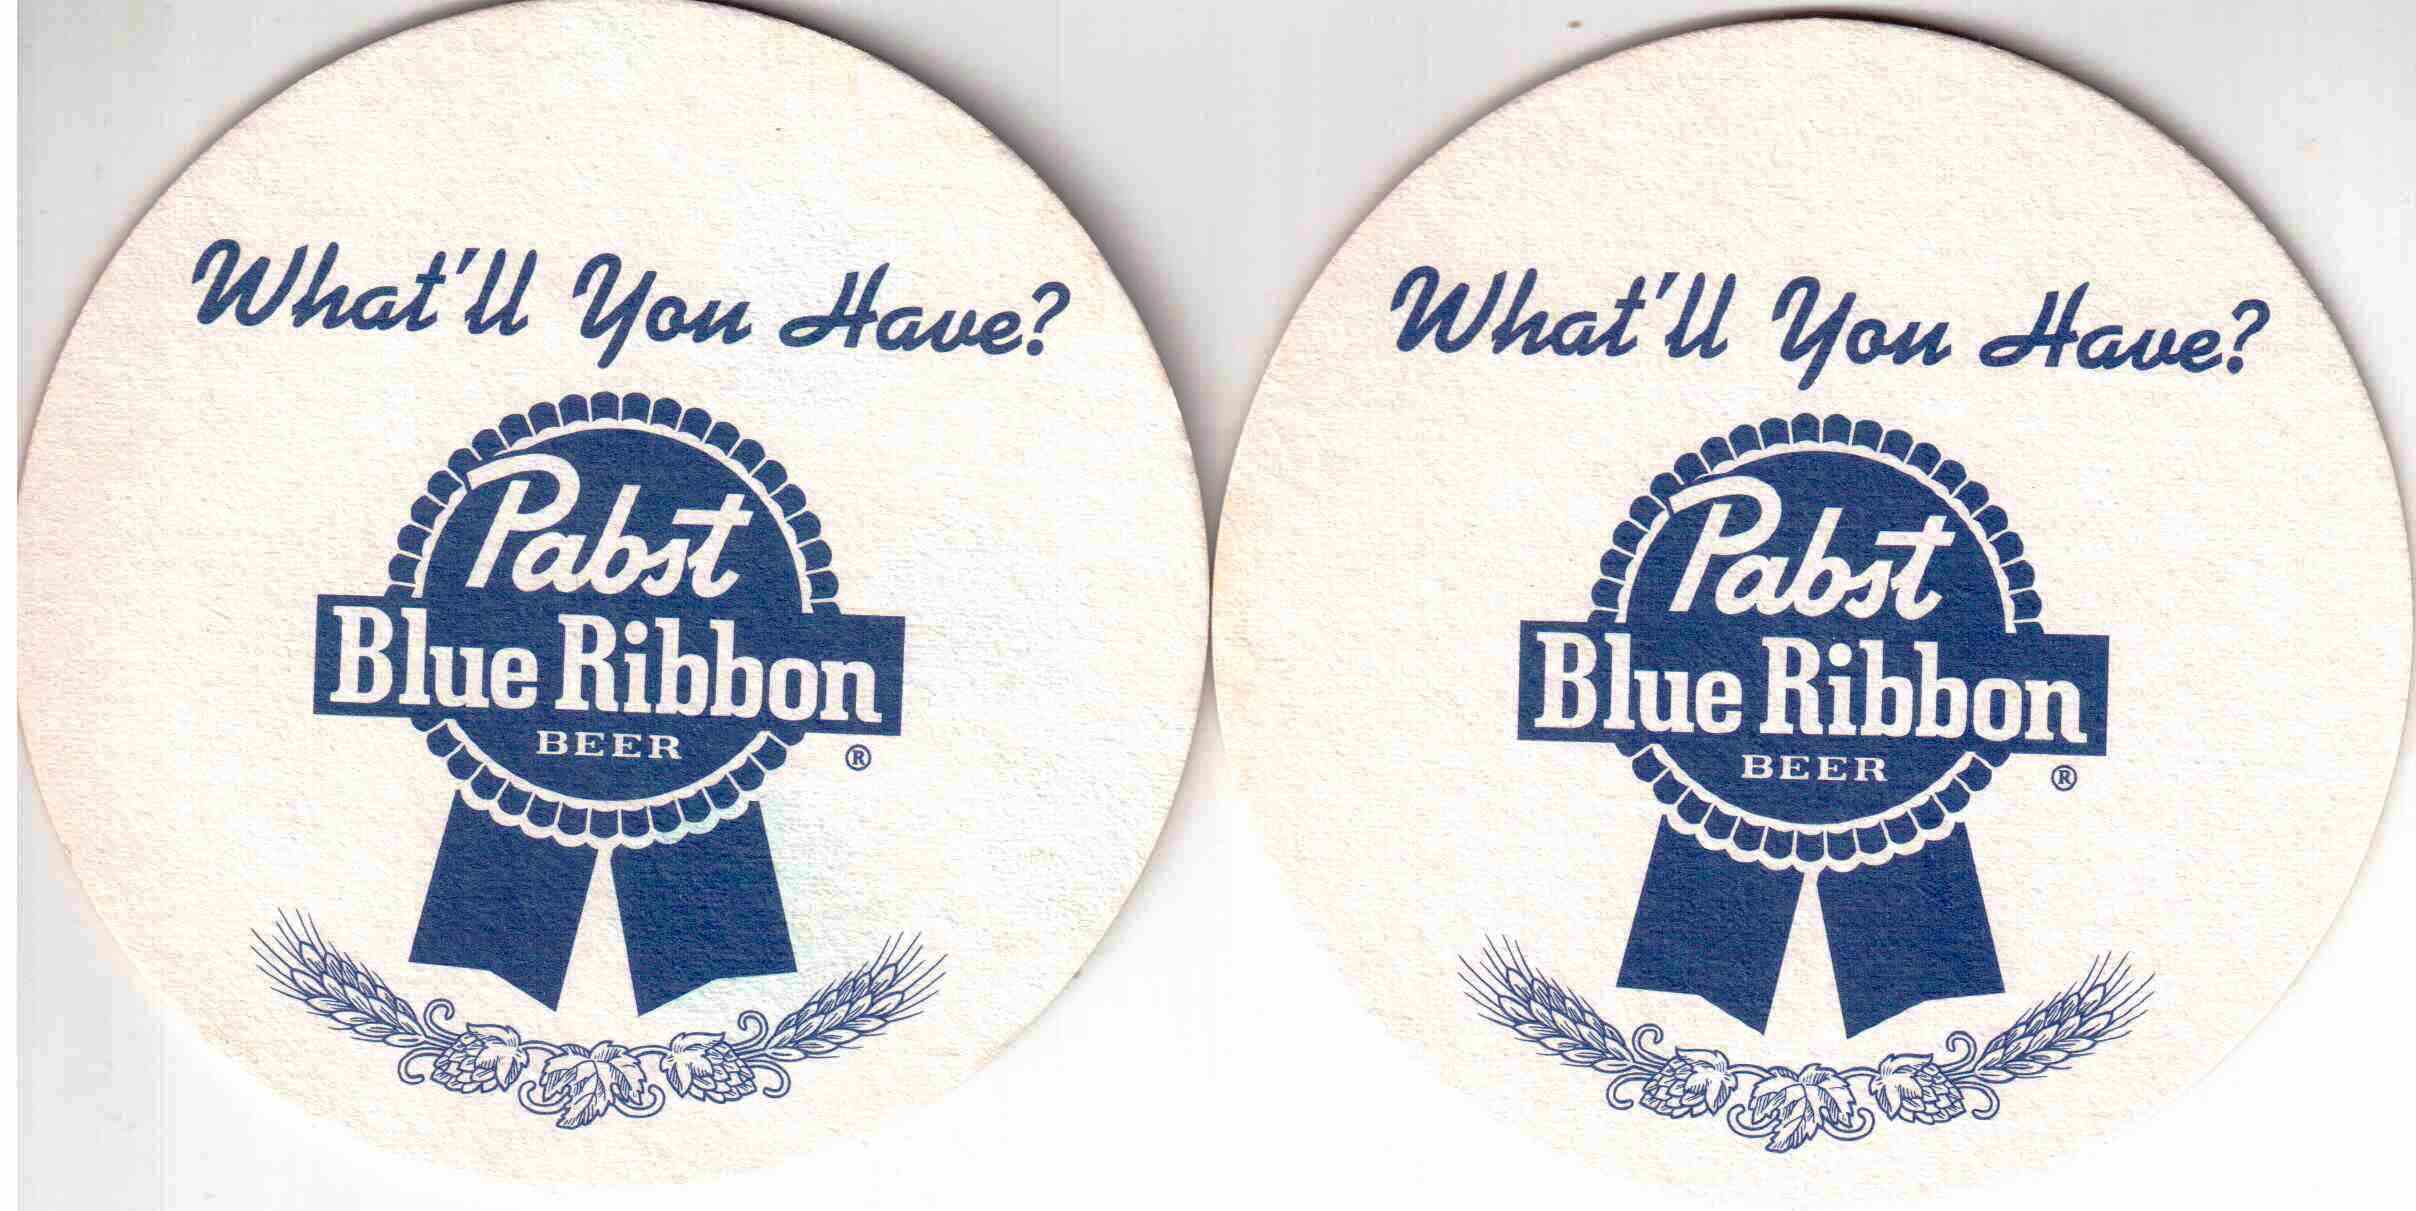 What'll You Have?
Pabst
Blue Ribbon
BEER
®
What'll You Have?
Pabst
Blue Ribbon
BEER
®